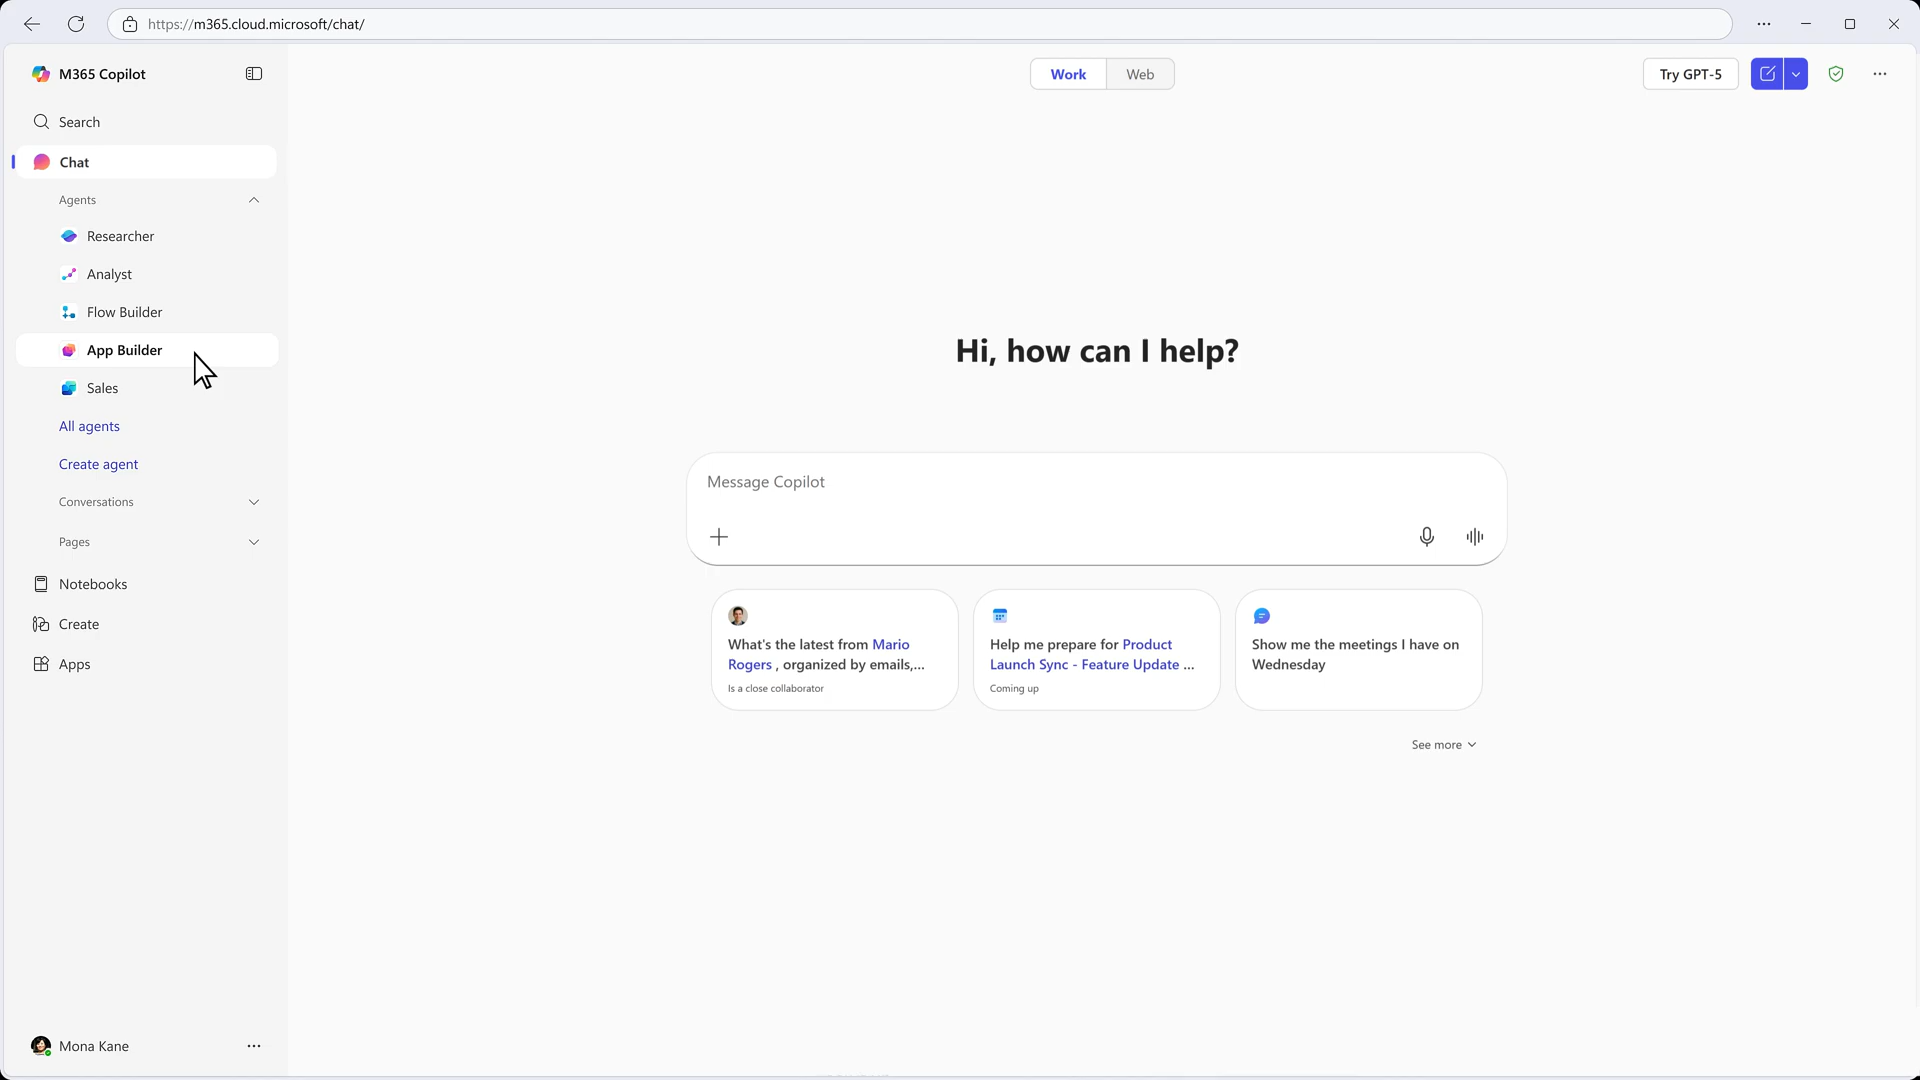 https://m365.cloud.microsoft/chat/
M365 Copilot
Search
Chat
Agents
Researcher
Analyst
Flow Builder
App Builder
Sales
All agents
Create agent
Conversations
Pages
Notebooks
Create
Apps
Mona Kane
Work
Web
Try GPT-5
Hi, how can I help?
Message Copilot
What's the latest from Mario
Rogers , organized by emails,...
Is a close collaborator
Help me prepare for Product
Launch Sync - Feature Update ...
Coming up
Show me the meetings I have on
Wednesday
See more